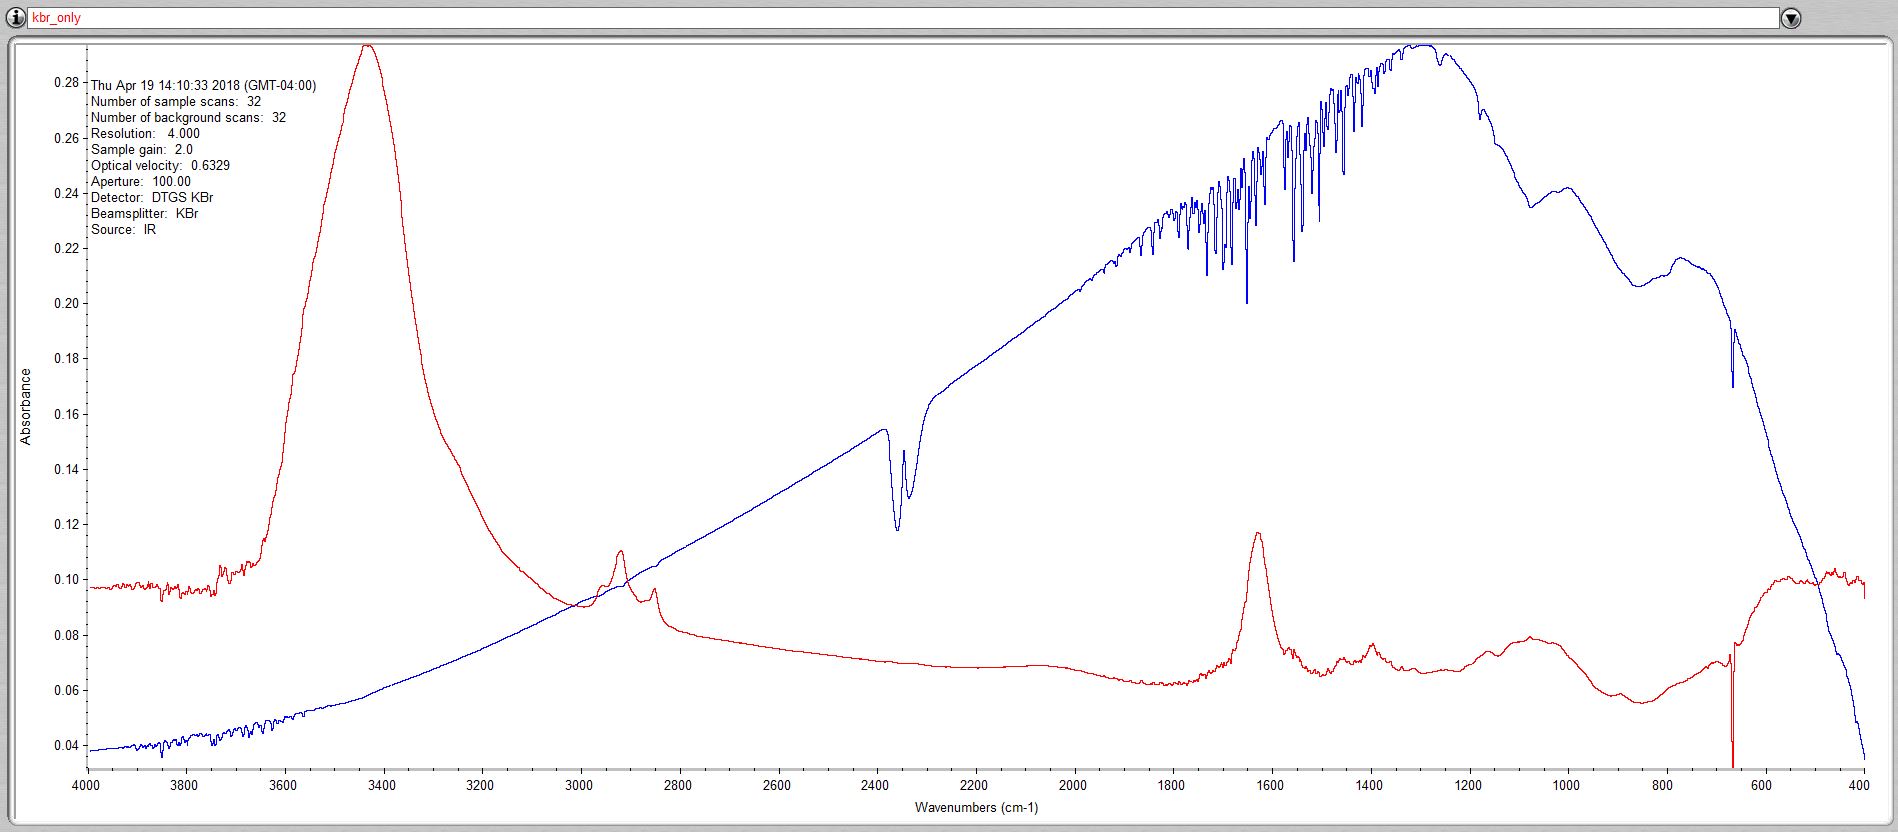 kbr_only
Thu Apr 19 14:10:33 2018 (GMT-04:00)
Number of sample scans: 32
Number of background scans: 32
Resolution: 4.000
Sample gain: 2.0
Optical velocity: 0.6329
Aperture: 100.00
Detector: DTGS KBr
Beamsplitter: KBr
Source: IR
0.28
0.26
0.24
0.22
0.20
0.18
0.16
0.14
0.12
0.10
0.08
0.06
0.04
Absorbance
4000 3800 3600 3400 3200 3000 2800 2600 2400 2200 2000 1800 1600 1400 1200 1000 800 600 400
Wavenumbers (cm-1)